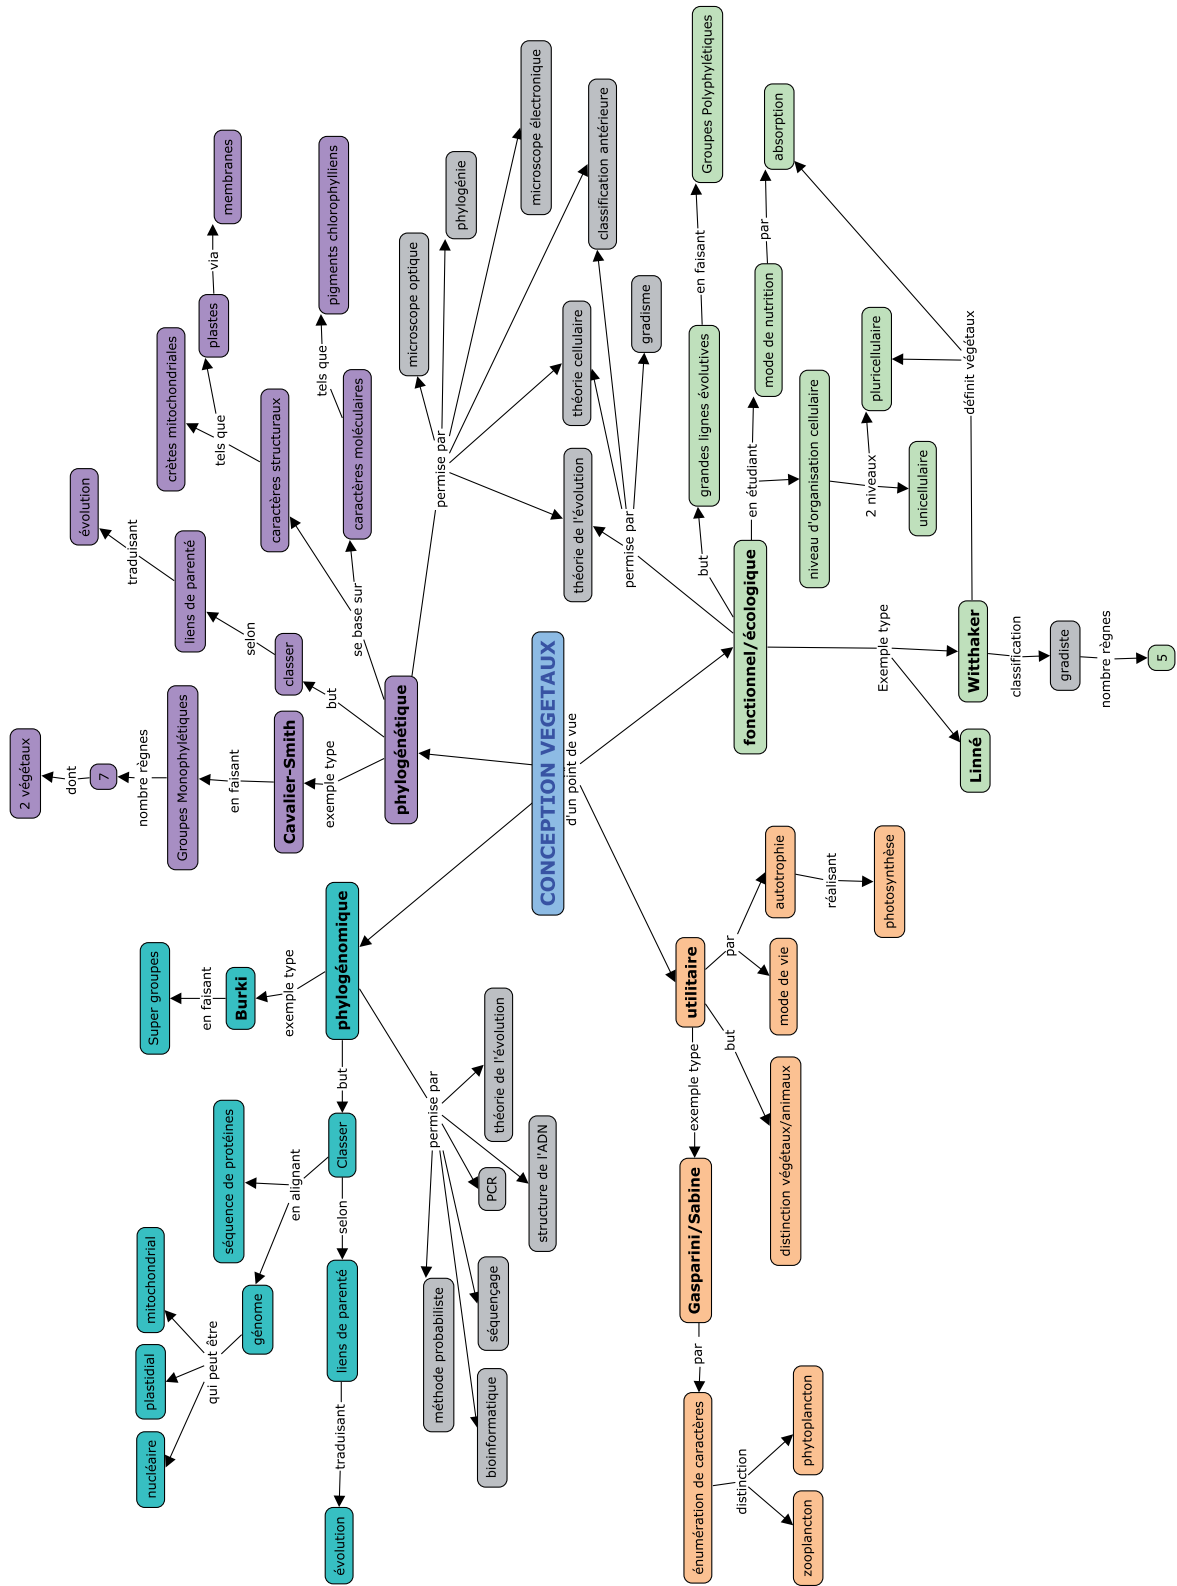 CONCEPTION VEGETAUX
d'un point de vue
phylogénomique
exemple type
Burki
en faisant
Super groupes
but
Classer
en alignant
séquence de protéines
génome
qui peut être
mitochondrial
plastidial
nucléaire
selon
liens de parenté
traduisant
évolution
permise par
théorie de l'évolution
structure de l'ADN
PCR
séquençage
bioinformatique
méthode probabiliste
phylogénétique
exemple type
Cavalier-Smith
en faisant
Groupes Monophylétiques
nombre règnes
7
dont
2 végétaux
but
classer
selon
liens de parenté
traduisant
évolution
se base sur
caractères structuraux
tels que
crètes mitochondriales
plastes
via
membranes
caractères moléculaires
tels que
pigments chlorophylliens
permise par
microscope optique
phylogénie
microscope électronique
classification antérieure
théorie cellulaire
théorie de l'évolution
utilitaire
par
autotrophie
réalisant
photosynthèse
mode de vie
but
distinction végétaux/animaux
exemple type
Gasparini/Sabine
par
énumération de caractères
distinction
phytoplancton
zooplancton
fonctionnel/écologique
permise par
gradisme
but
grandes lignes évolutives
en faisant
Groupes Polyphylétiques
en étudiant
mode de nutrition
par
absorption
niveau d'organisation cellulaire
2 niveaux
pluricellulaire
unicellulaire
Exemple type
Linné
Witthaker
définit végétaux
classification
gradiste
nombre règnes
5